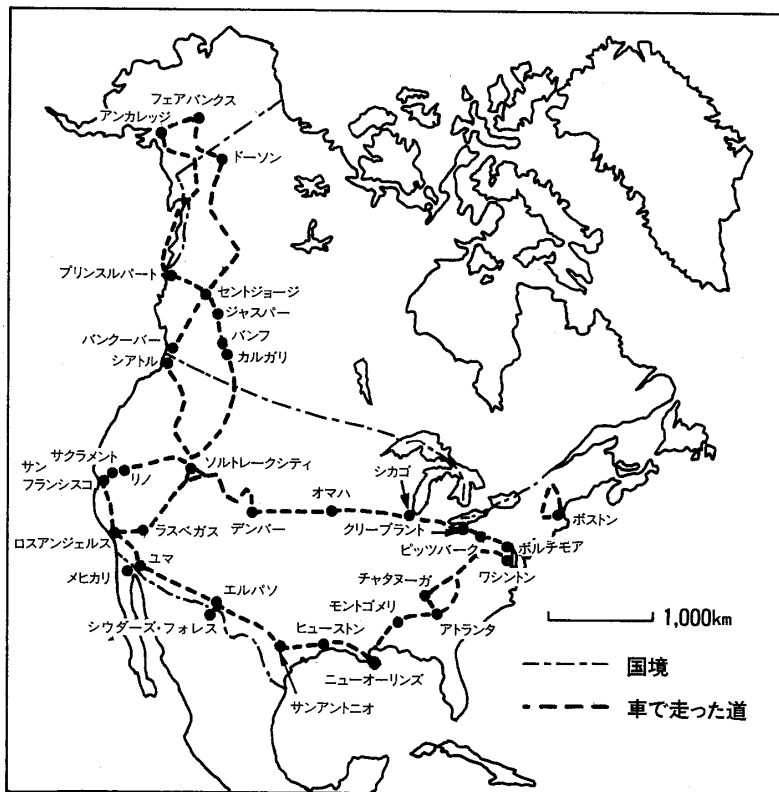 フェアバンクス
アンカレッジ
ドーソン
プリンスルパート
セントジョージ
ジャスパー
バンフ
バンクーバー
カルガリ
シアトル
サクラメント
サン
フランシスコ
リノ
ソルトレークシティ
シカゴ
オマハ
デンバー
クリーブラント
ボストン
ラスベガス
ピッツバーク
ボルチモア
ロスアンジェルス
ワシントン
ユマ
メヒカリ
チャタヌーガ
エルパソ
モントゴメリ
アトランタ
シウダーズ・フォレス
ヒューストン
1,000km
ニューオーリンズ
サンアントニオ
国境
車で走った道